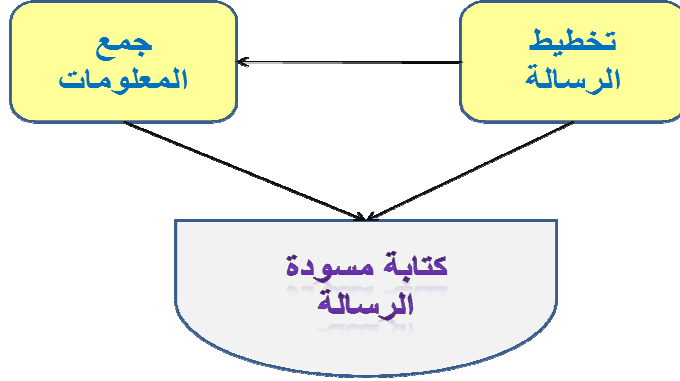 تخطيط
الرسالة
جمع
المعلومات
كتابة مسودة
الرسالة